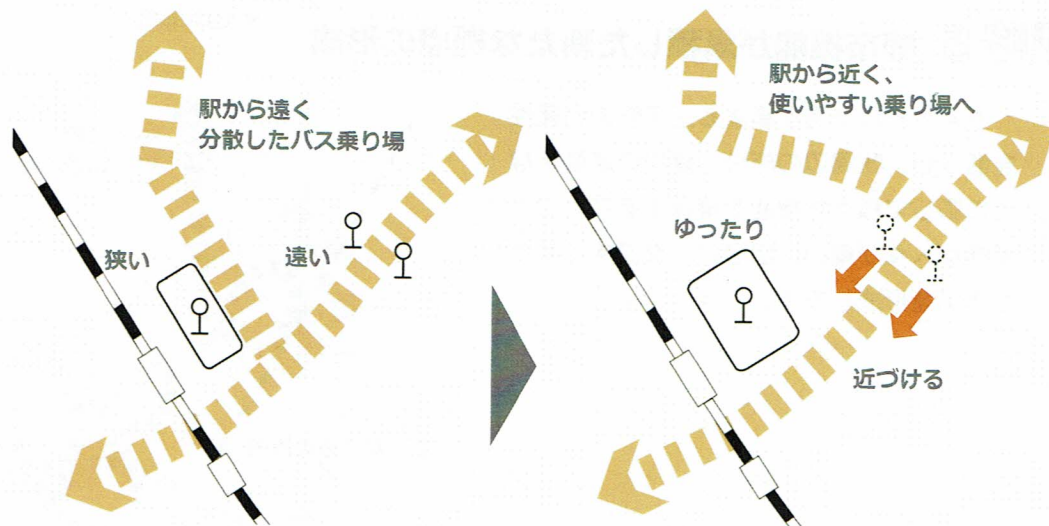 駅から遠く
分散したバス乗り場
狭い
遠い
駅から近く、
使いやすい乗り場へ
ゆったり
近づける